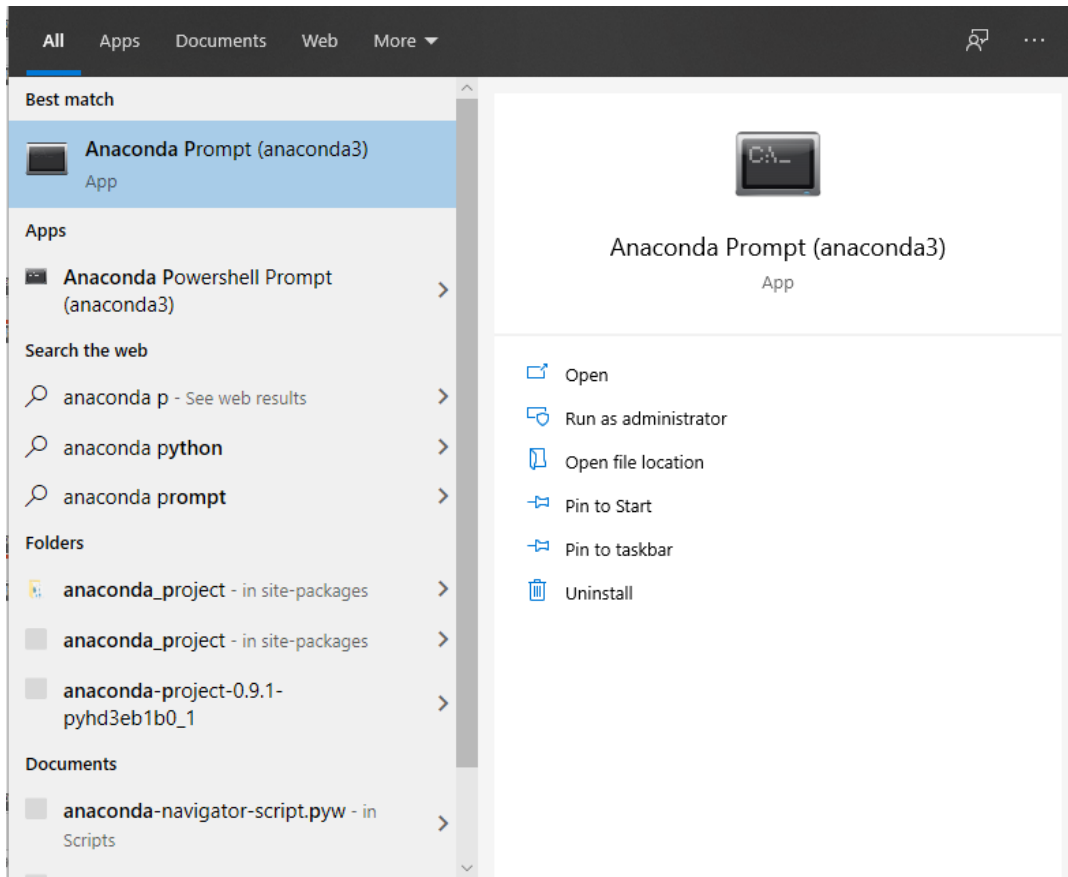 All Apps Documents Web More
Best match
Anaconda Prompt (anaconda3)
App
Apps
Anaconda Powershell Prompt
(anaconda3)
Search the web
anaconda p - See web results
anaconda python
anaconda prompt
Folders
anaconda_project - in site-packages
anaconda_project - in site-packages
anaconda-project-0.9.1-
pyhd3eb1b0_1
Documents
anaconda-navigator-script.pyw - in
Scripts
C:\_
Anaconda Prompt (anaconda3)
App
Open
Run as administrator
Open file location
Pin to Start
Pin to taskbar
Uninstall